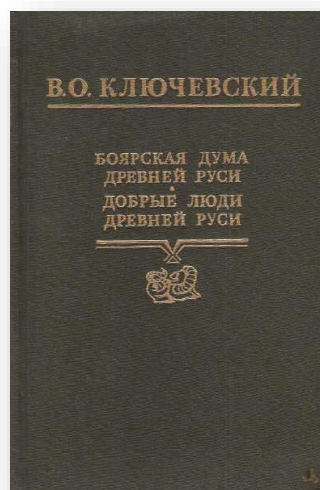 В.О. КЛЮЧЕВСКИЙ
БОЯРСКАЯ ДУМА
ДРЕВНЕЙ РУСИ
•
ДОБРЫЕ ЛЮДИ
ДРЕВНЕЙ РУСИ